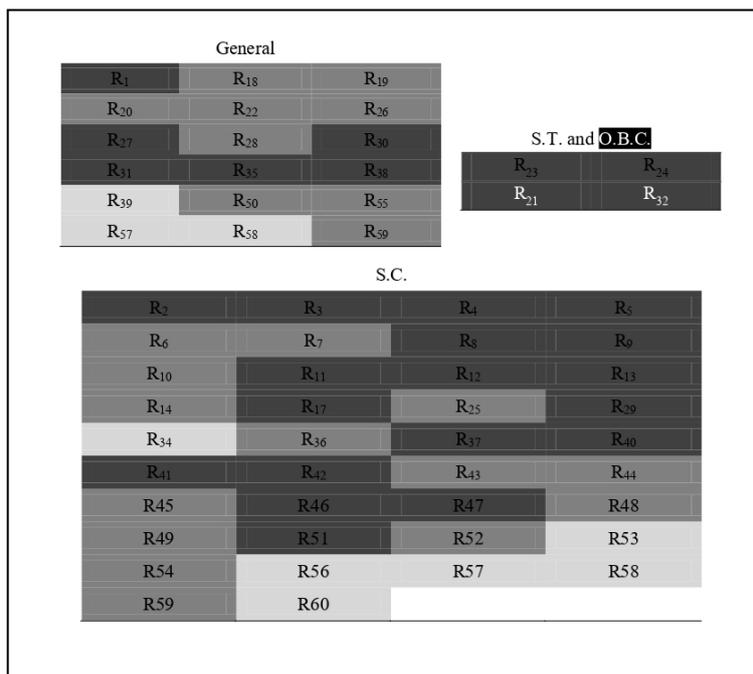 General
R₁ R₁₈ R₁₉
R₂₀ R₂₂ R₂₆
R₂₇ R₂₈ R₃₀
R₃₁ R₃₅ R₃₈
R₃₉ R₅₀ R₅₅
R₅₇ R₅₈ R₅₉
S.T. and O.B.C.
R₂₃ R₂₄
R₂₁ R₃₂
S.C.
R₂ R₃ R₄ R₅
R₆ R₇ R₈ R₉
R₁₀ R₁₁ R₁₂ R₁₃
R₁₄ R₁₇ R₂₅ R₂₉
R₃₄ R₃₆ R₃₇ R₄₀
R₄₁ R₄₂ R₄₃ R₄₄
R45 R46 R47 R48
R49 R51 R52 R53
R54 R56 R57 R58
R59 R60